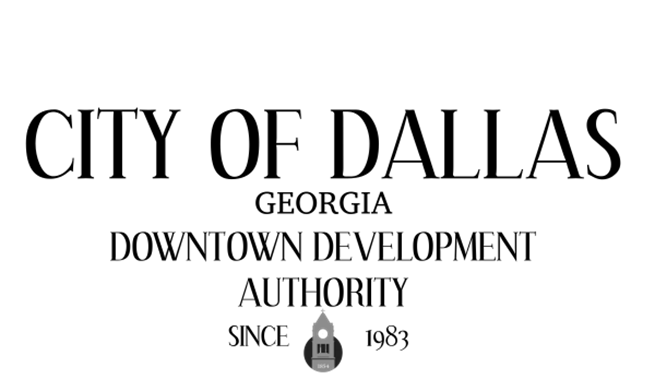 CITY OF DALLAS
GEORGIA
DOWNTOWN DEVELOPMENT
AUTHORITY
SINCE 1983